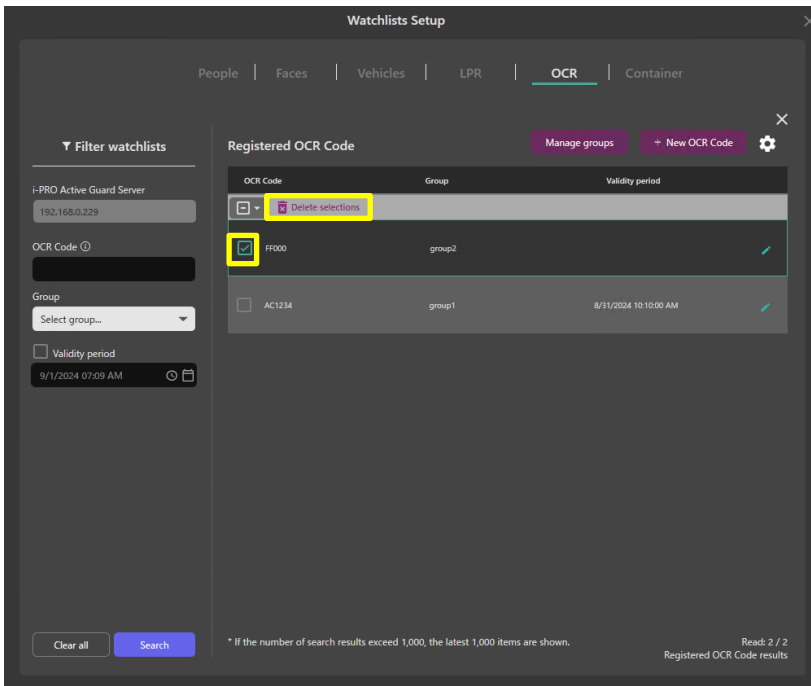 Watchlists Setup
People | Faces | Vehicles | LPR | OCR | Container
Filter watchlists
i-PRO Active Guard Server
192.168.0.229
OCR Code
Group
Select group...
Validity period
9/1/2024 07:09 AM
Clear all
Search
Registered OCR Code
Manage groups
+ New OCR Code
OCR Code Group Validity period
Delete selections
FF000 group2
AC1234 group1 8/31/2024 10:10:00 AM
* If the number of search results exceed 1,000, the latest 1,000 items are shown.
Read: 2 / 2
Registered OCR Code results